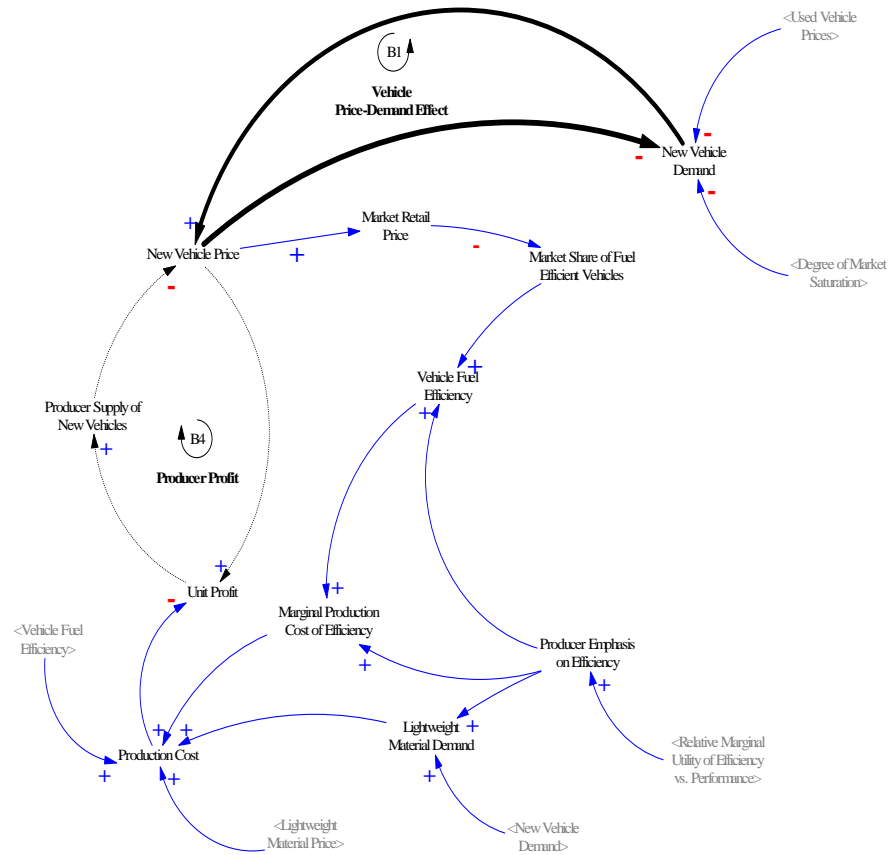 <Used Vehicle
Prices>
B1
Vehicle
Price-Demand Effect
-
-
New Vehicle
Demand
-
Market Retail
Price
+
New Vehicle Price
+
-
Market Share of Fuel
Efficient Vehicles
<Degree of Market
Saturation>
-
+
Vehicle Fuel
Efficiency
+
Producer Supply of
New Vehicles
+
B4
Producer Profit
+
Unit Profit
-
+
Marginal Production
Cost of Efficiency
+
<Vehicle Fuel
Efficiency>
Producer Emphasis
on Efficiency
+
+
Lightweight
Material Demand
+
+ +
Production Cost
+
+
<Relative Marginal
Utility of Efficiency
vs. Performance>
<Lightweight
Material Price>
<New Vehicle
Demand>